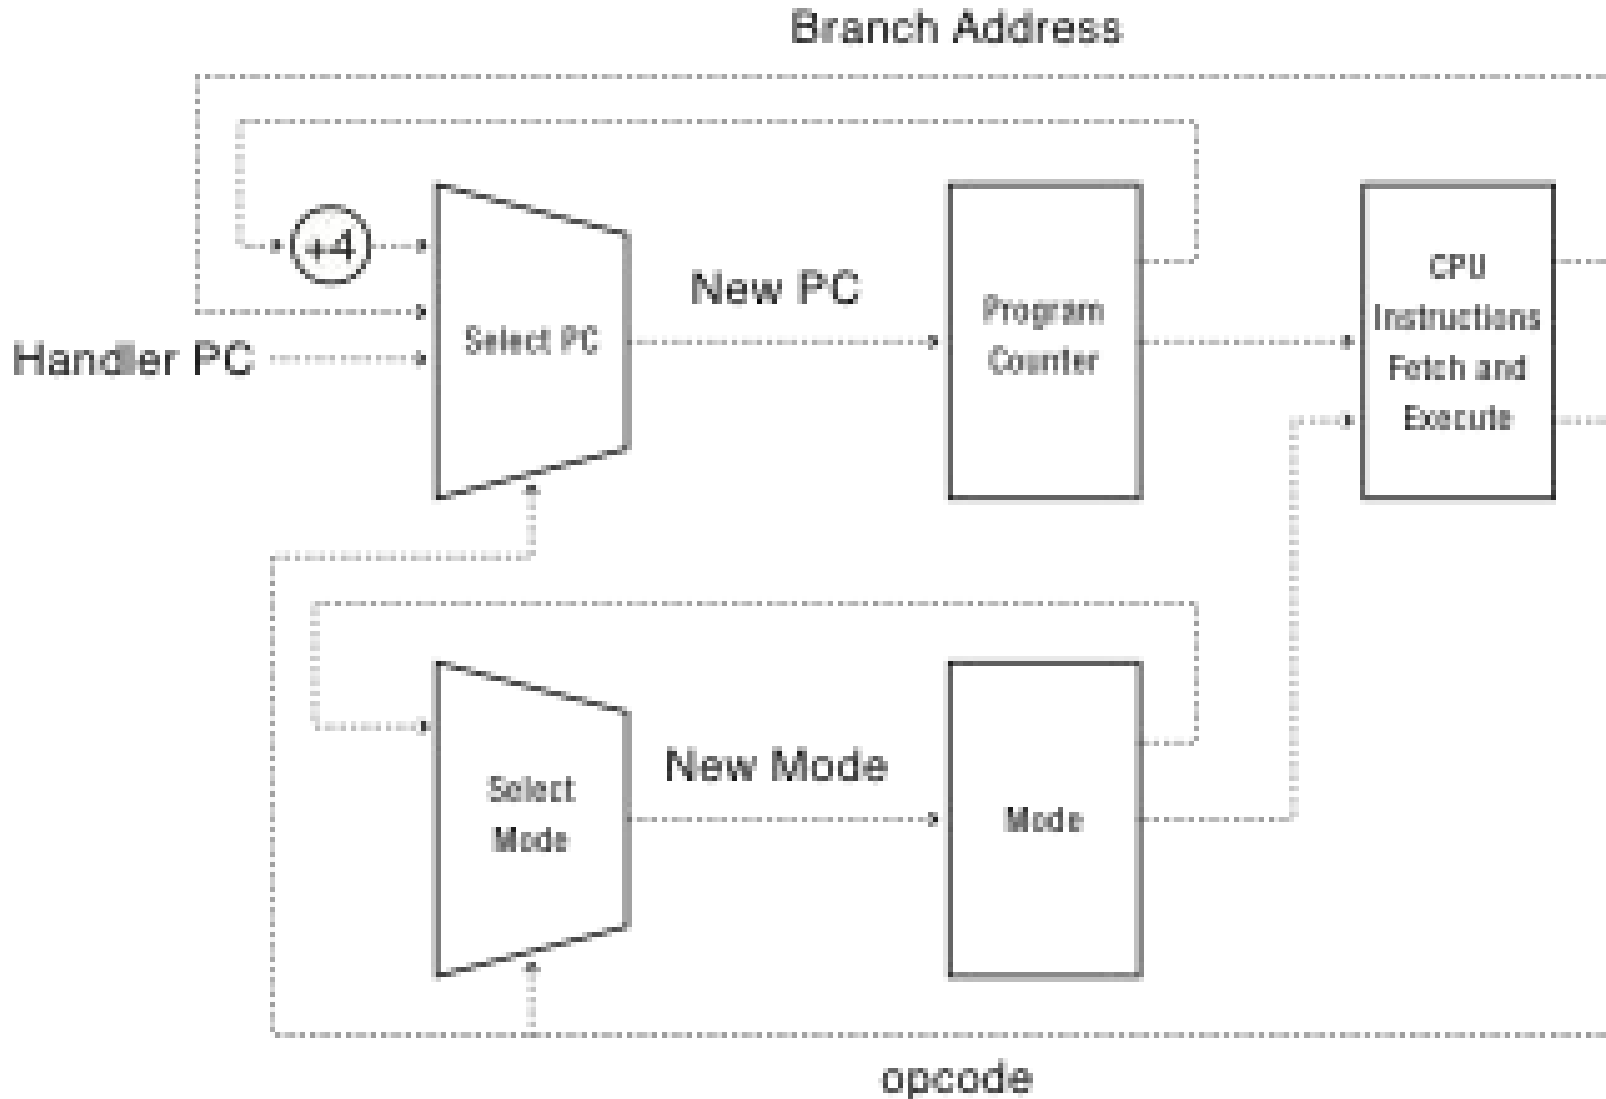 Branch Address
+4
Select PC
New PC
Program
Counter
CPU
Instructions
Fetch and
Execute
Handler PC
Select
Mode
New Mode
Mode
opcode